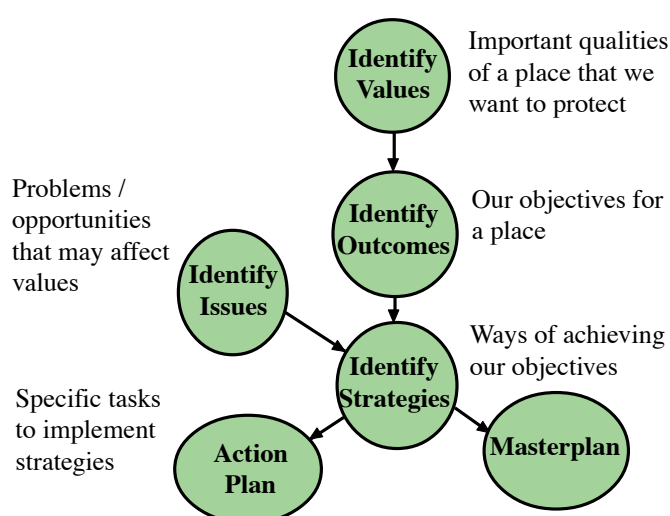 Identify
Values
Important qualities
of a place that we
want to protect
Identify
Outcomes
Our objectives for
a place
Problems /
opportunities
that may affect
values
Identify
Issues
Identify
Strategies
Ways of achieving
our objectives
Specific tasks
to implement
strategies
Action
Plan
Masterplan